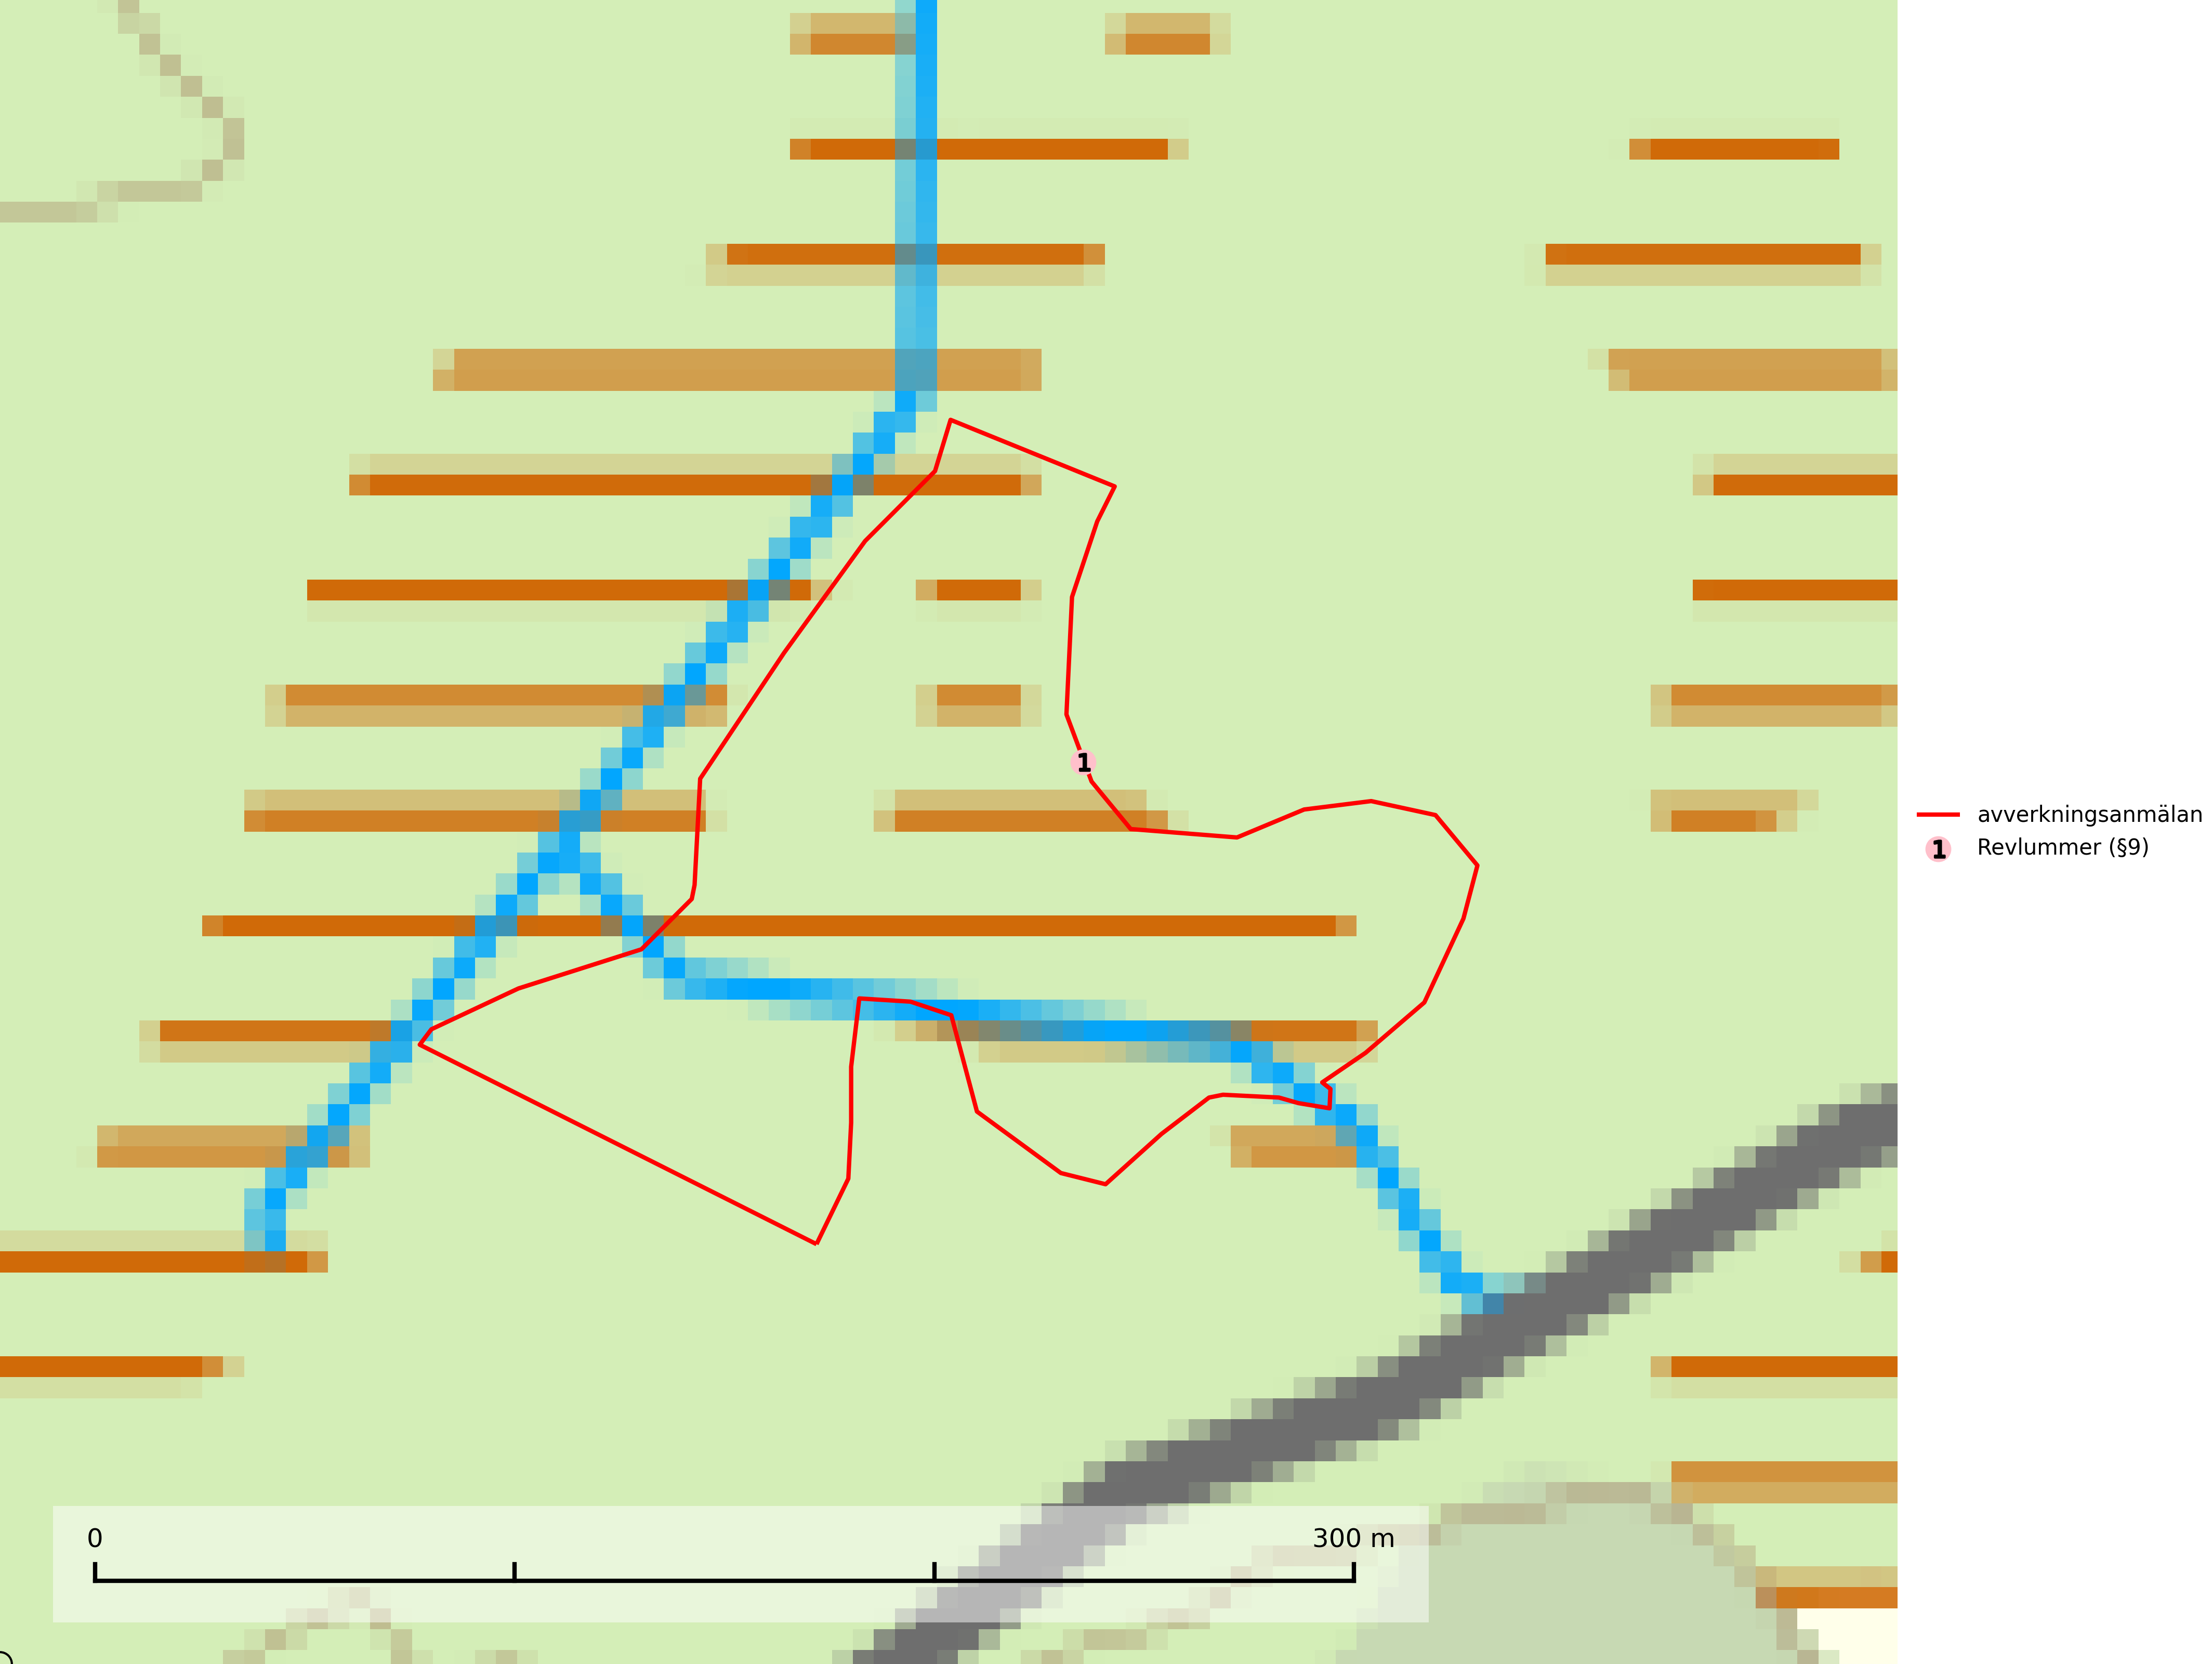 1
avverkningsanmälan
1 Revlummer (§9)
0 300 m